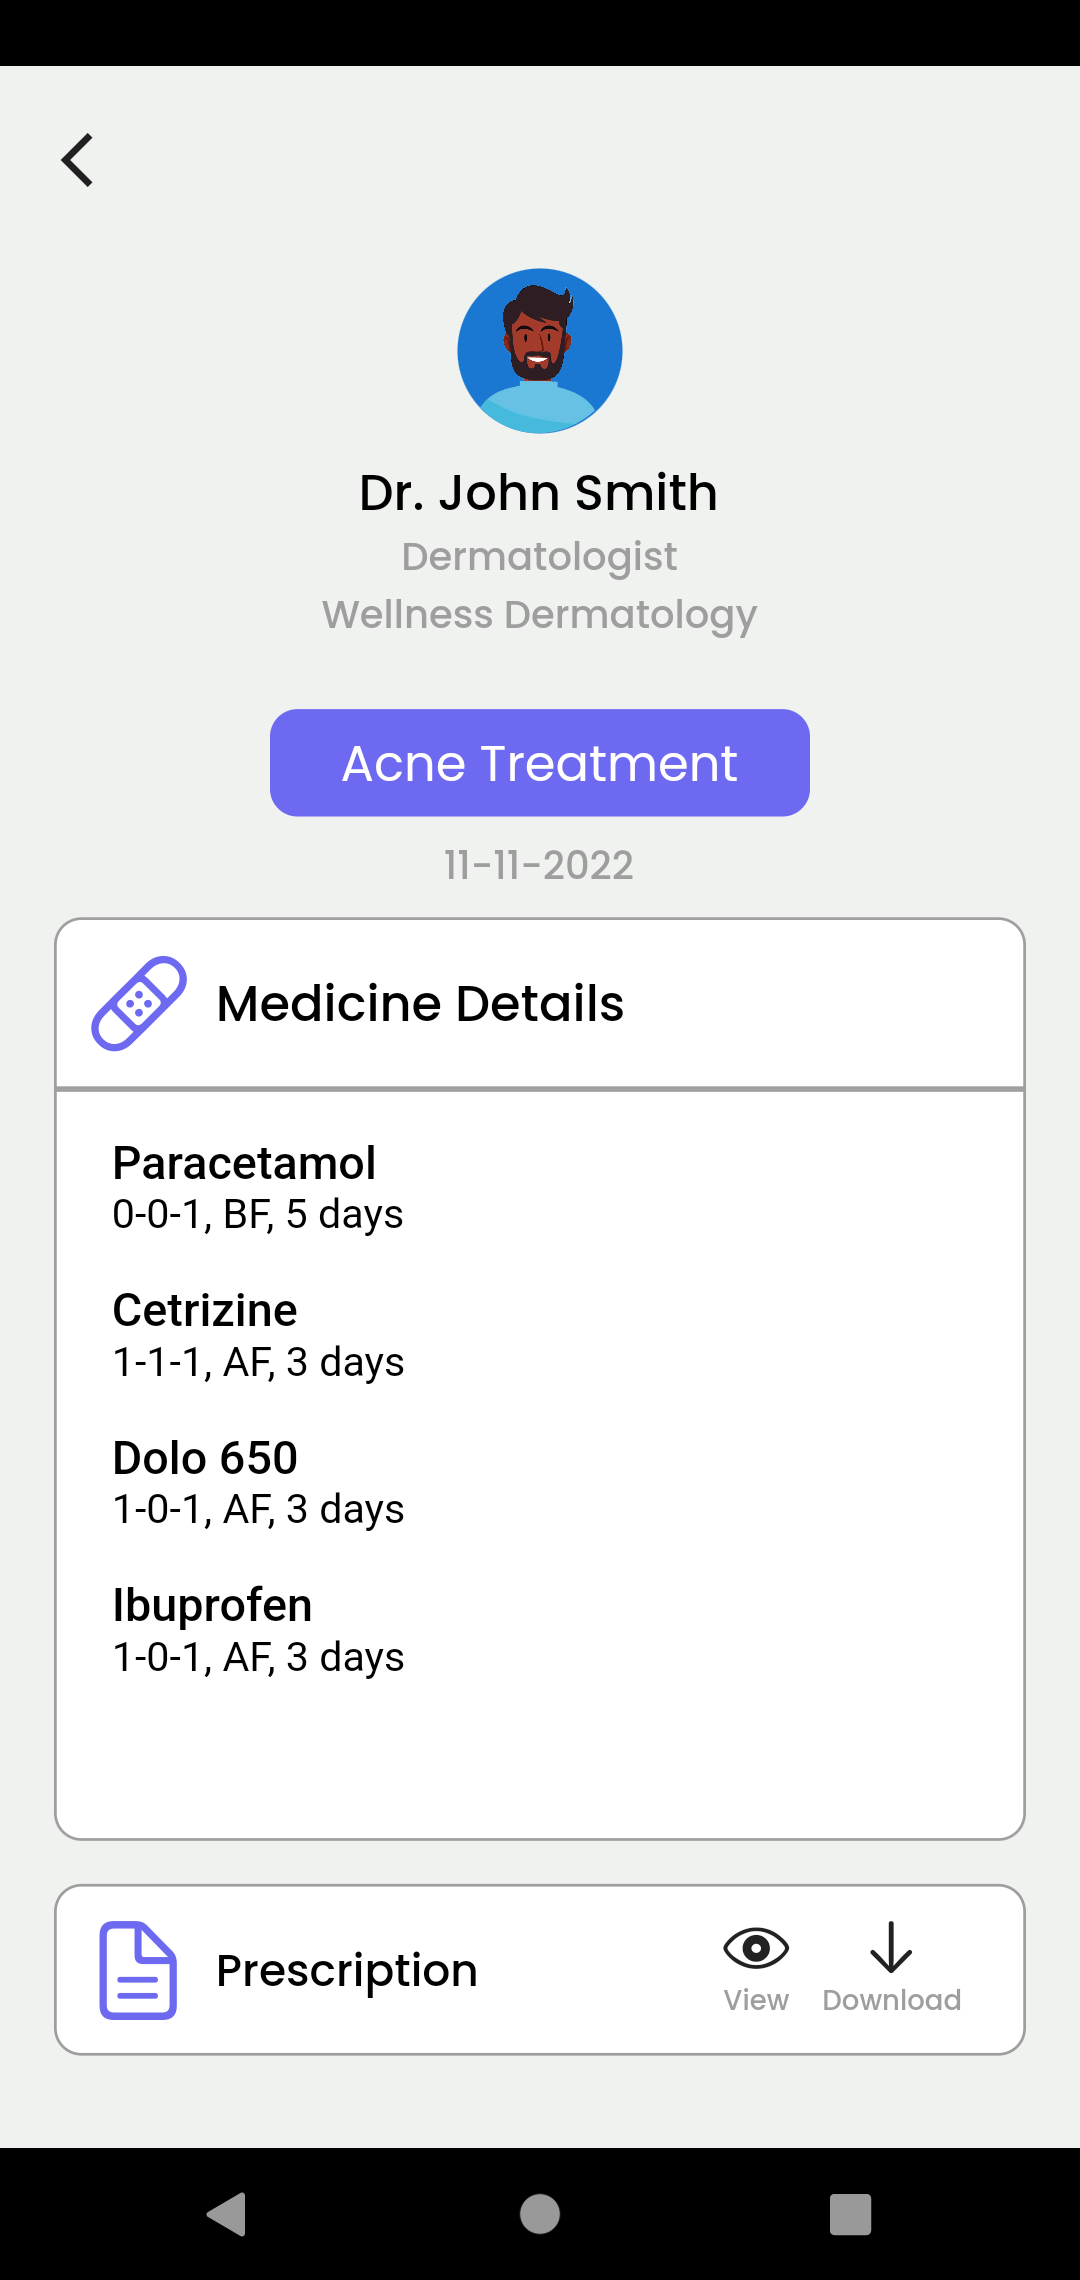 Dr. John Smith
Dermatologist
Wellness Dermatology
Acne Treatment
11-11-2022
Medicine Details
Paracetamol
0-0-1, BF, 5 days
Cetrizine
1-1-1, AF, 3 days
Dolo 650
1-0-1, AF, 3 days
Ibuprofen
1-0-1, AF, 3 days
Prescription
View
Download